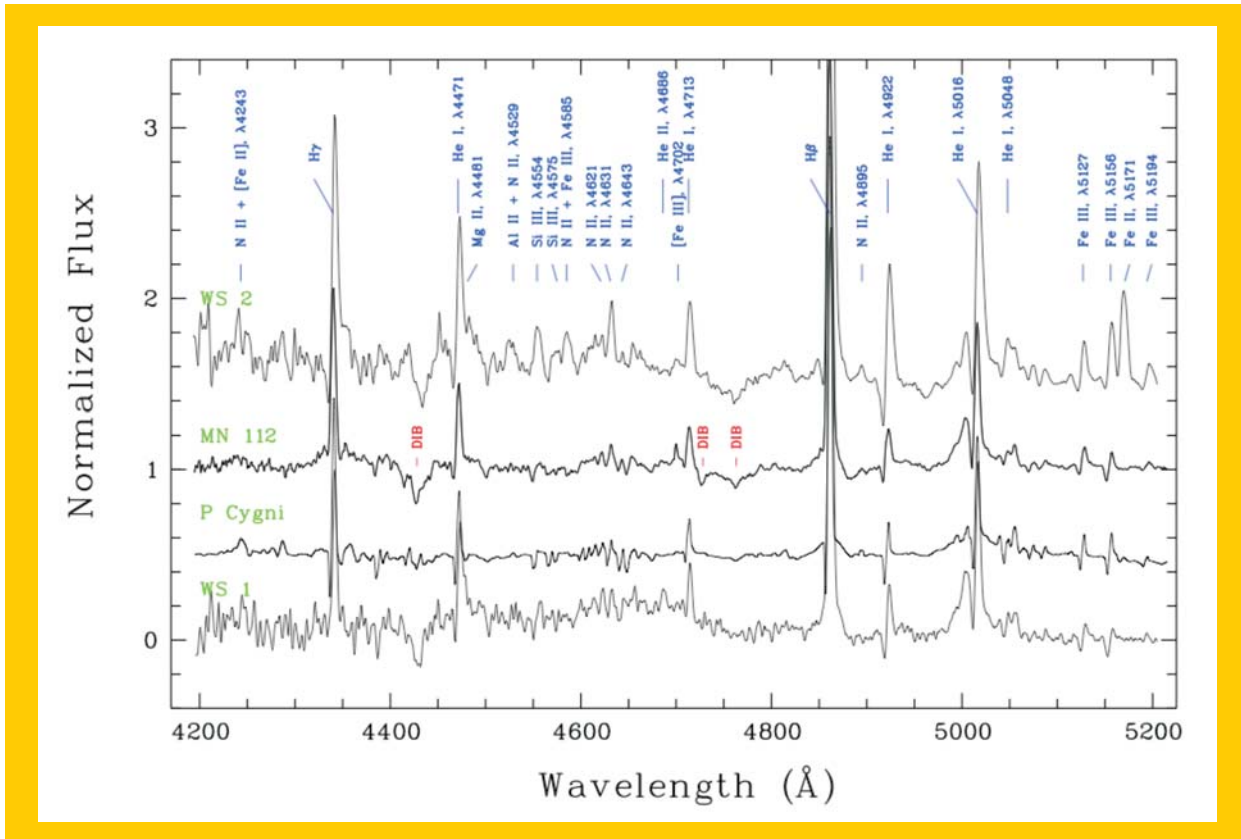 N II + [Fe II], λ4243
Hγ
He I, λ4471
Mg II, λ4481
Al II + N II, λ4529
Si III, λ4554
Si III, λ4575
N II + Fe III, λ4585
N II, λ4621
N II, λ4631
N II, λ4643
He II, λ4686
[Fe III], λ4702
He I, λ4713
Hβ
N II, λ4895
He I, λ4922
He I, λ5016
He I, λ5048
Fe III, λ5127
Fe III, λ5156
Fe II, λ5171
Fe III, λ5194
3
2
1
0
Normalized Flux
WS 2
MN 112
DIB
DIB
DIB
P Cygni
WS 1
4200
4400
4600
4800
5000
5200
Wavelength (Å)